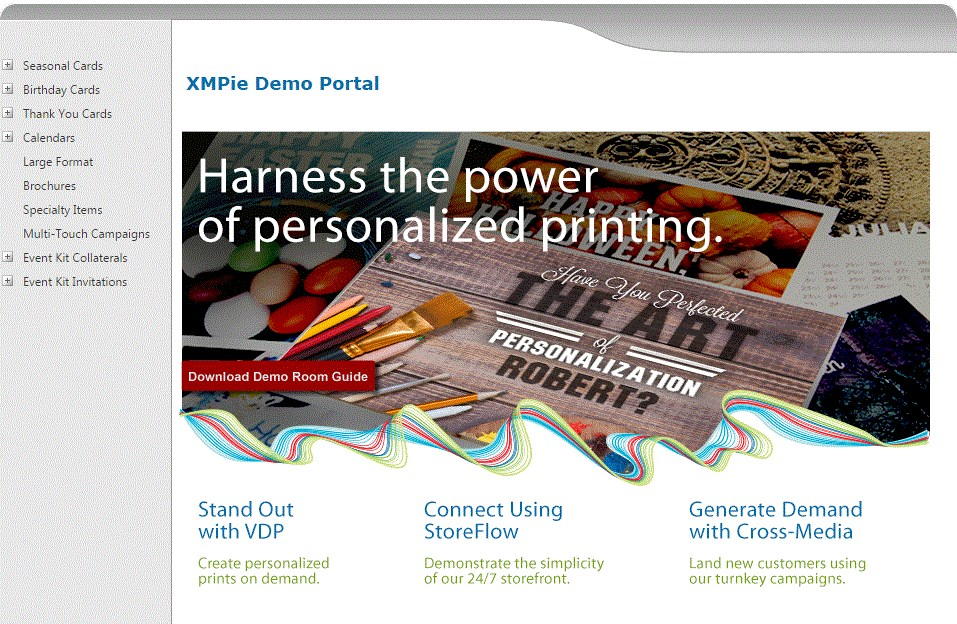 Seasonal Cards
Birthday Cards
Thank You Cards
Calendars
Large Format
Brochures
Specialty Items
Multi-Touch Campaigns
Event Kit Collaterals
Event Kit Invitations
XMPie Demo Portal
HAPPY
EASTER
Harness the power
of personalized printing.
HAPPY
HALLOWEEN,
JULIA
Have You Perfected
THE ART
of
PERSONALIZATION
ROBERT?
Download Demo Room Guide
Stand Out
with VDP
Create personalized
prints on demand.
Connect Using
StoreFlow
Demonstrate the simplicity
of our 24/7 storefront.
Generate Demand
with Cross-Media
Land new customers using
our turnkey campaigns.